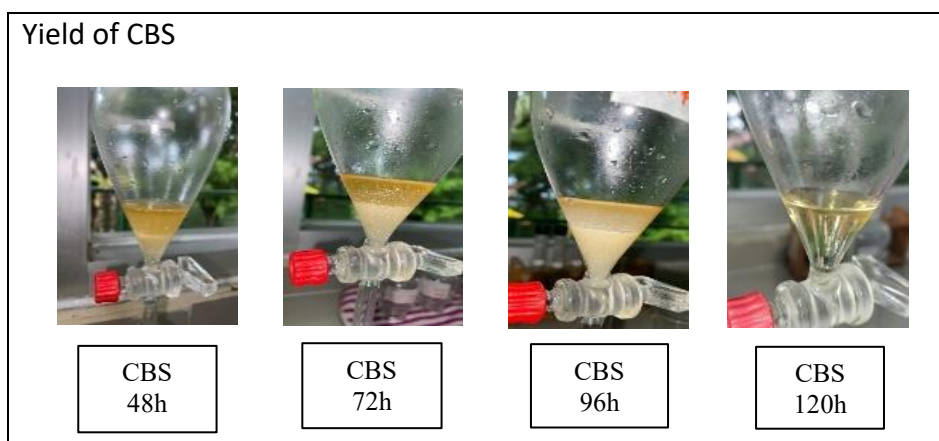 Yield of CBS
CBS
48h
CBS
72h
CBS
96h
CBS
120h